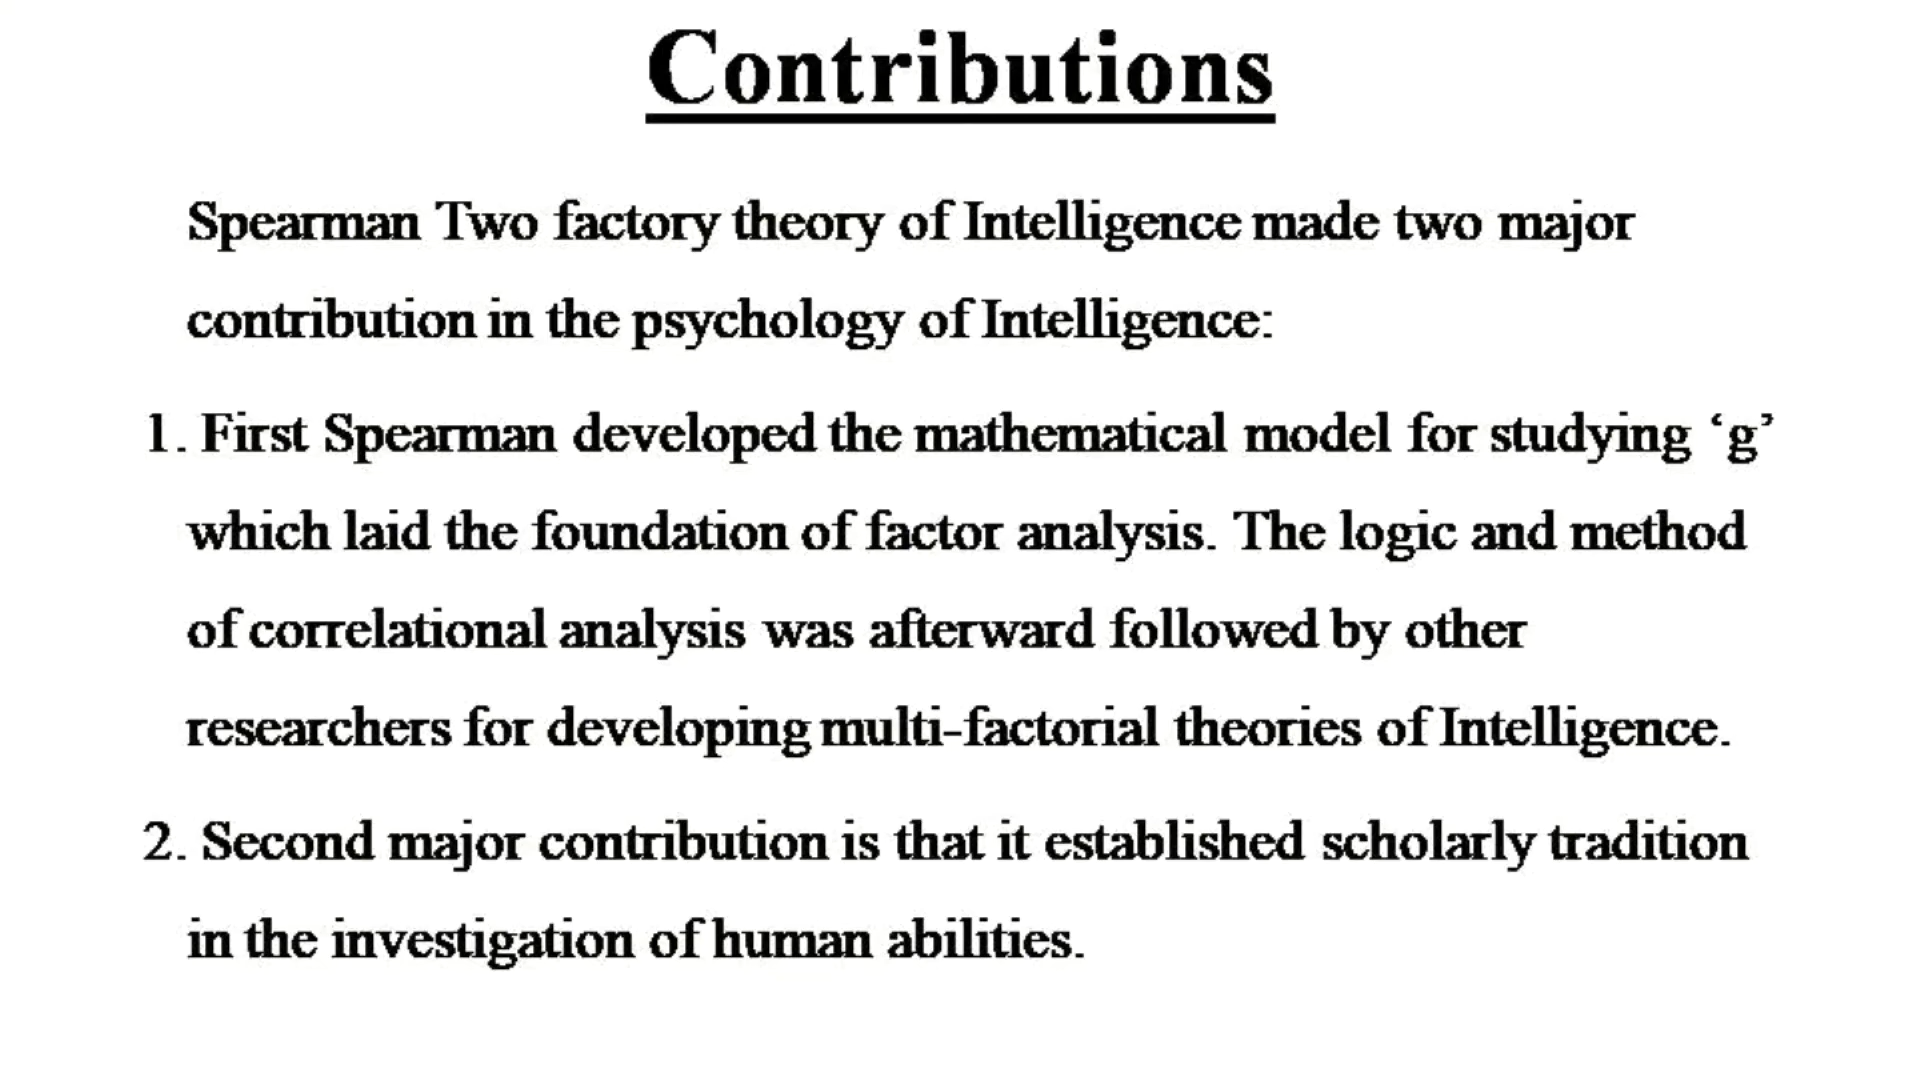 Contributions
Spearman Two factory theory of Intelligence made two major
contribution in the psychology of Intelligence:
1. First Spearman developed the mathematical model for studying ‘g’
which laid the foundation of factor analysis. The logic and method
of correlational analysis was afterward followed by other
researchers for developing multi-factorial theories of Intelligence.
2. Second major contribution is that it established scholarly tradition
in the investigation of human abilities.